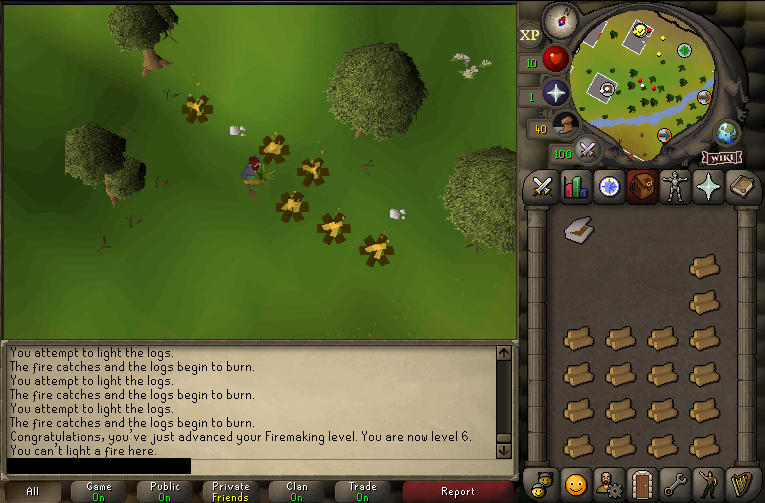 XP
10
1
40
100
WIKI
You attempt to light the logs.
The fire catches and the logs begin to burn.
You attempt to light the logs.
The fire catches and the logs begin to burn.
You attempt to light the logs.
The fire catches and the logs begin to burn.
Congratulations, you've just advanced your Firemaking level. You are now level 6.
You can't light a fire here.
All
Game
On
Public
On
Private
Friends
Clan
On
Trade
On
Report